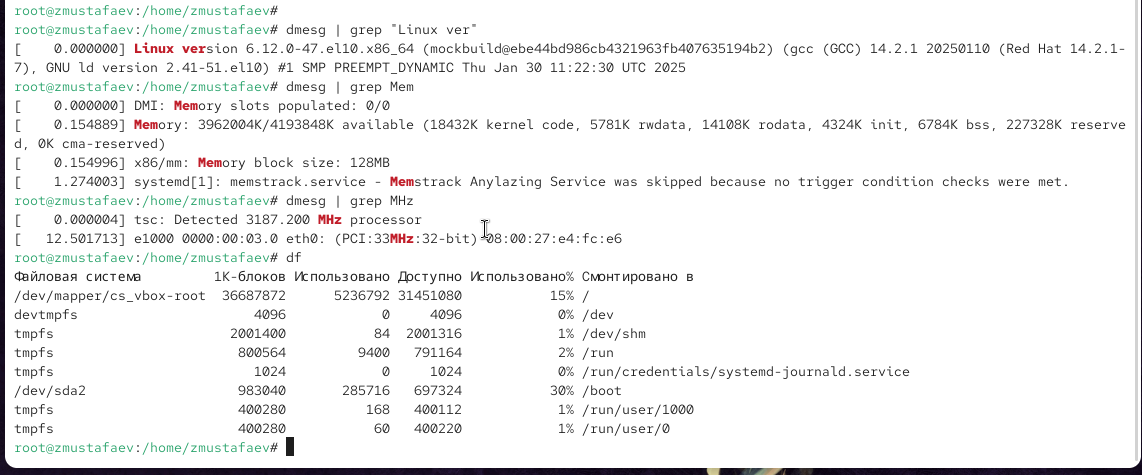 root@zmustafaev:/home/zmustafaev#
root@zmustafaev:/home/zmustafaev# dmesg | grep "Linux ver"
[    0.000000] Linux version 6.12.0-47.el10.x86_64 (mockbuild@ebe44bd986cb4321963fb407635194b2) (gcc (GCC) 14.2.1 20250110 (Red Hat 14.2.1-
7), GNU ld version 2.41-51.el10) #1 SMP PREEMPT_DYNAMIC Thu Jan 30 11:22:30 UTC 2025
root@zmustafaev:/home/zmustafaev# dmesg | grep Mem
[    0.000000] DMI: Memory slots populated: 0/0
[    0.154889] Memory: 3962004K/4193848K available (18432K kernel code, 5781K rwdata, 14108K rodata, 4324K init, 6784K bss, 227328K reserve
d, 0K cma-reserved)
[    0.154996] x86/mm: Memory block size: 128MB
[    1.274003] systemd[1]: memstrack.service - Memstrack Anylazing Service was skipped because no trigger condition checks were met.
root@zmustafaev:/home/zmustafaev# dmesg | grep MHz
[    0.000004] tsc: Detected 3187.200 MHz processor
[   12.501713] e1000 0000:00:03.0 eth0: (PCI:33MHz:32-bit) 08:00:27:e4:fc:e6
root@zmustafaev:/home/zmustafaev# df
Файловая система         1K-блоков Использовано Доступно Использовано% Смонтировано в
/dev/mapper/cs_vbox-root  36687872      5236792 31451080           15% /
devtmpfs                      4096            0     4096            0% /dev
tmpfs                      2001400           84  2001316            1% /dev/shm
tmpfs                       800564         9400   791164            2% /run
tmpfs                         1024            0     1024            0% /run/credentials/systemd-journald.service
/dev/sda2                   983040       285716   697324           30% /boot
tmpfs                       400280          168   400112            1% /run/user/1000
tmpfs                       400280           60   400220            1% /run/user/0
root@zmustafaev:/home/zmustafaev#